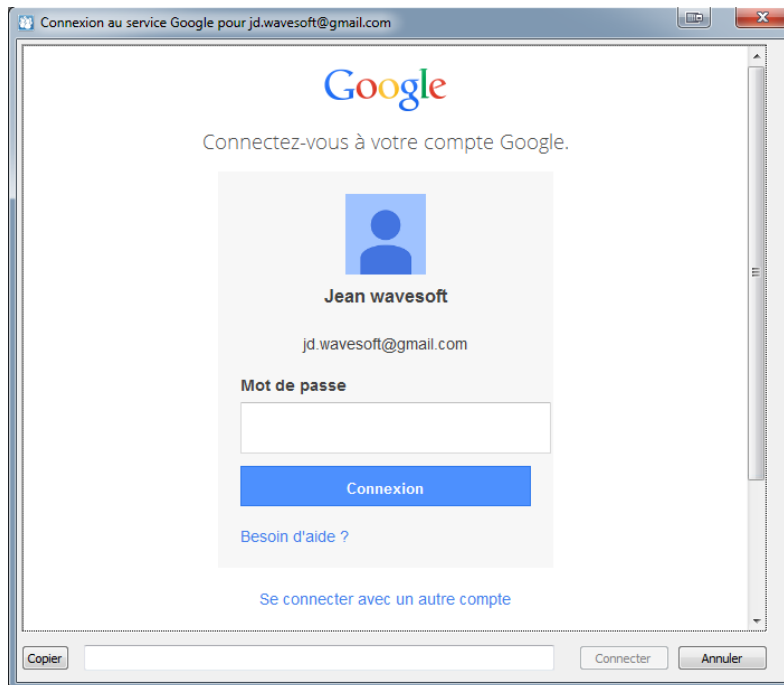 Connexion au service Google pour jd.wavesoft@gmail.com
Google
Connectez-vous à votre compte Google.
Jean wavesoft
jd.wavesoft@gmail.com
Mot de passe
Connexion
Besoin d'aide ?
Se connecter avec un autre compte
Copier Connecter Annuler